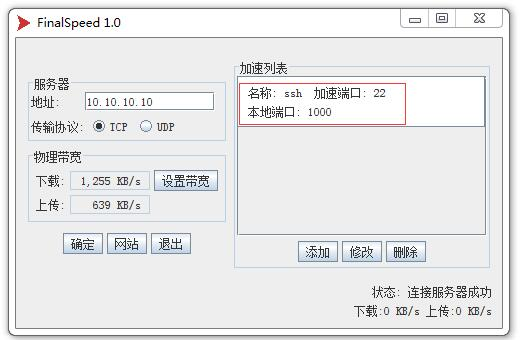 FinalSpeed 1.0
服务器
地址: 10.10.10.10
传输协议: TCP UDP
物理带宽
下载: 1,255 KB/s 设置带宽
上传: 639 KB/s
确定 网站 退出
加速列表
名称: ssh 加速端口: 22
本地端口: 1000
添加 修改 删除
状态: 连接服务器成功
下载:0 KB/s 上传:0 KB/s